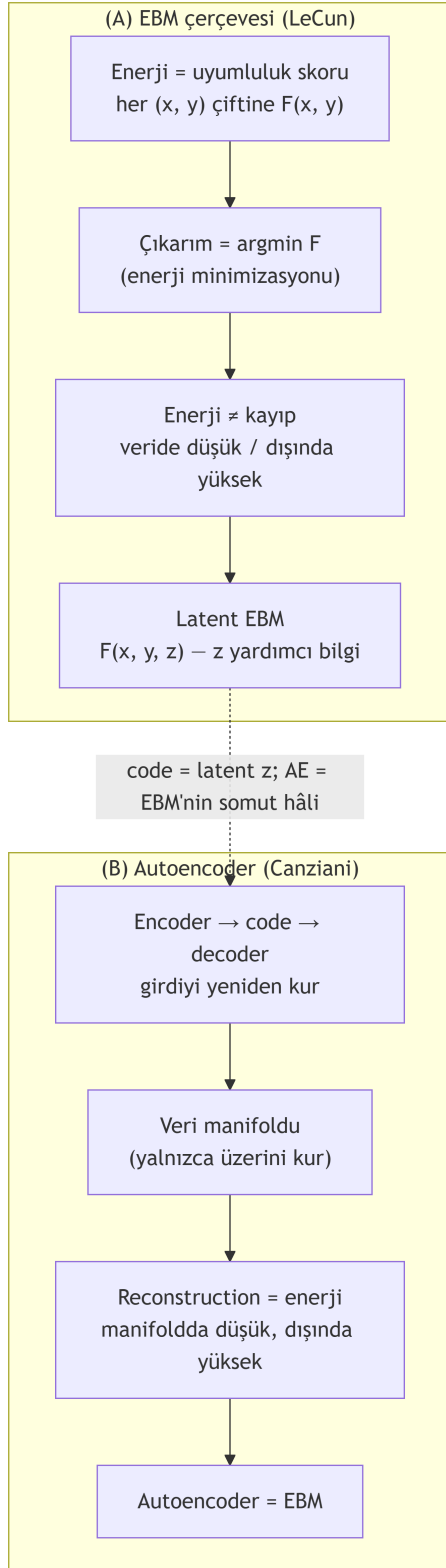 (A) EBM çerçevesi (LeCun)
Enerji = uyumluluk skoru
her (x, y) çiftine F(x, y)
Çıkarım = argmin F
(enerji minimizasyonu)
Enerji ≠ kayıp
veride düşük / dışında
yüksek
Latent EBM
F(x, y, z) — z yardımcı bilgi
code = latent z; AE =
EBM'nin somut hâli
(B) Autoencoder (Canziani)
Encoder → code →
decoder
girdiyi yeniden kur
Veri manifoldu
(yalnızca üzerini kur)
Reconstruction = enerji
manifoldda düşük, dışında
yüksek
Autoencoder = EBM